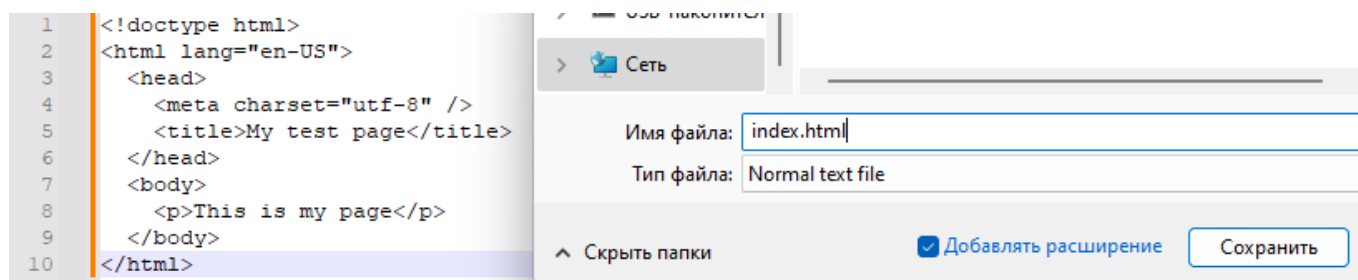 1 <!doctype html>
2 <html lang="en-US">
3 <head>
4 <meta charset="utf-8" />
5 <title>My test page</title>
6 </head>
7 <body>
8 <p>This is my page</p>
9 </body>
10 </html>
Сеть
Имя файла: index.html
Тип файла: Normal text file
Скрыть папки
Добавлять расширение
Сохранить